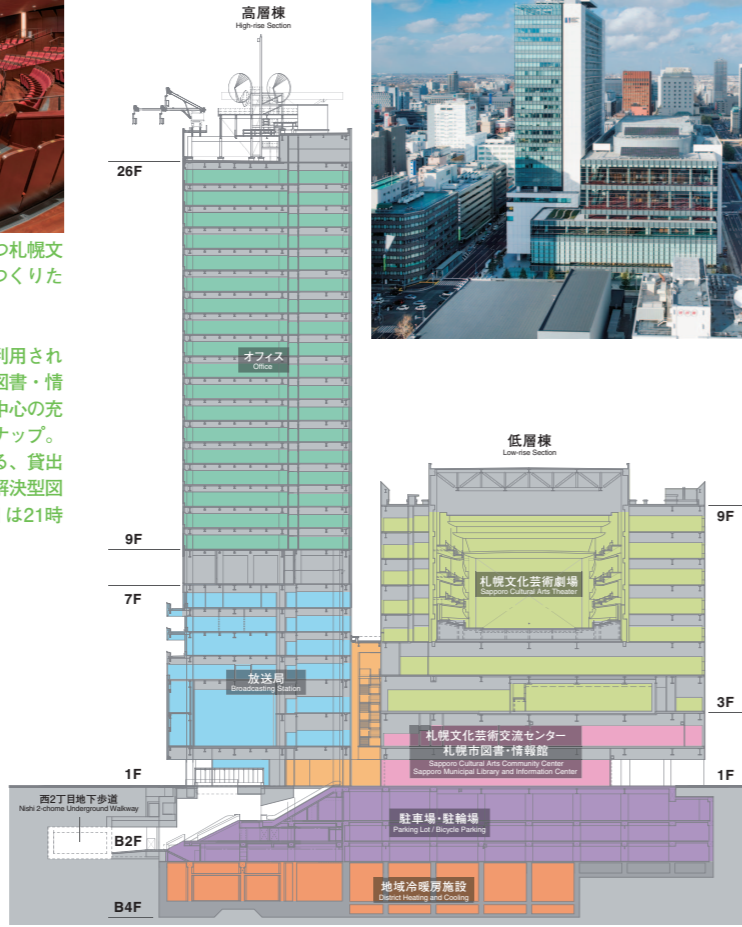 高層棟
High-rise Section
26F
つ札幌文
つくりた
利用され
図書・情
中心の充
ナップ。
る、貸出
解決型図
は21時
オフィス
Office
低層棟
Low-rise Section
9F
9F
7F
札幌文化芸術劇場
Sapporo Cultural Arts Theater
放送局
Broadcasting Station
3F
札幌文化芸術交流センター
札幌市図書・情報館
Sapporo Cultural Arts Community Center
Sapporo Municipal Library and Information Center
1F
1F
西2丁目地下歩道
Nishi 2-chome Underground Walkway
駐車場・駐輪場
Parking Lot / Bicycle Parking
B2F
地域冷暖房施設
District Heating and Cooling
B4F